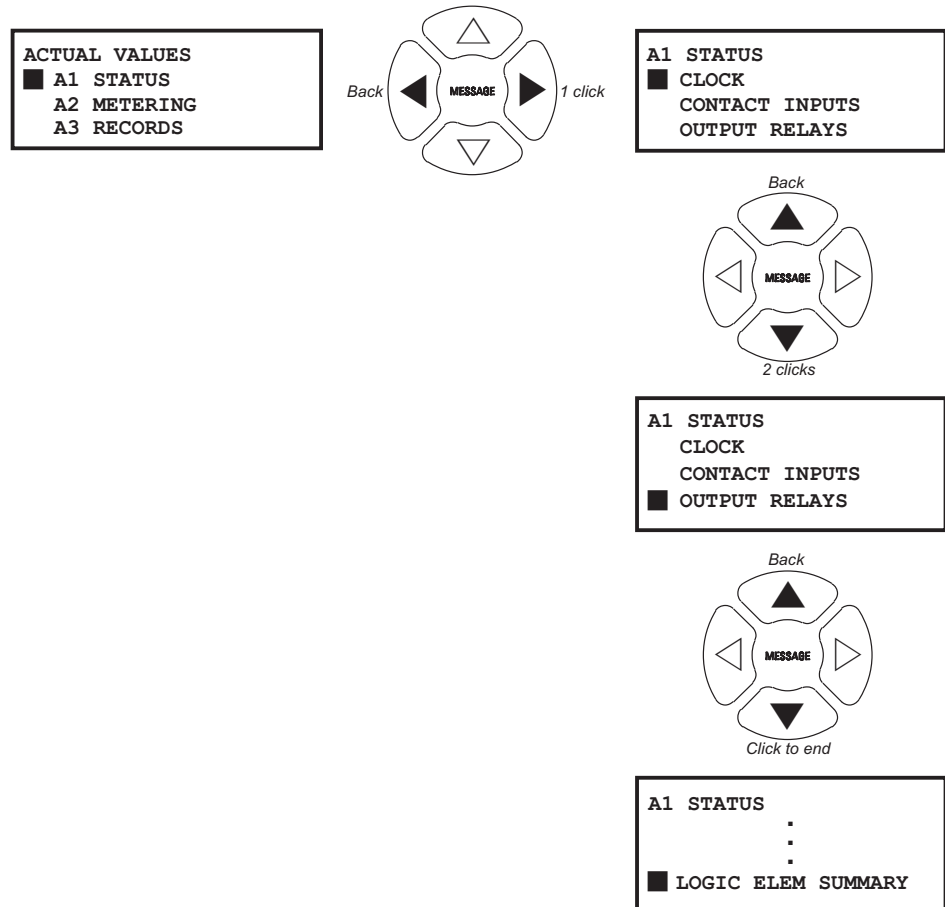 ACTUAL VALUES
A1 STATUS
A2 METERING
A3 RECORDS
Back
MESSAGE
1 click
A1 STATUS
CLOCK
CONTACT INPUTS
OUTPUT RELAYS
Back
MESSAGE
2 clicks
A1 STATUS
CLOCK
CONTACT INPUTS
OUTPUT RELAYS
Back
MESSAGE
Click to end
A1 STATUS
.
.
.
LOGIC ELEM SUMMARY